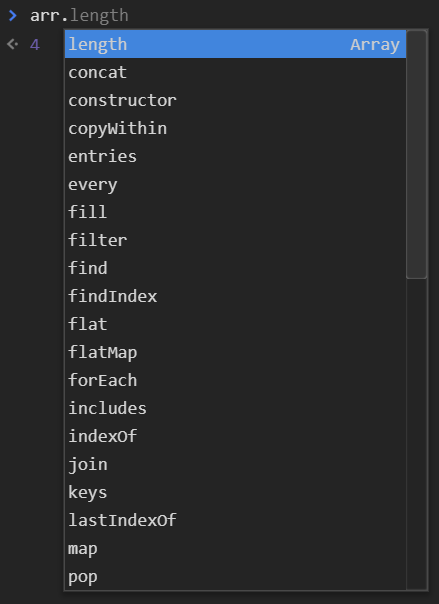 > arr.length
4
length Array
concat
constructor
copyWithin
entries
every
fill
filter
find
findIndex
flat
flatMap
forEach
includes
indexOf
join
keys
lastIndexOf
map
pop